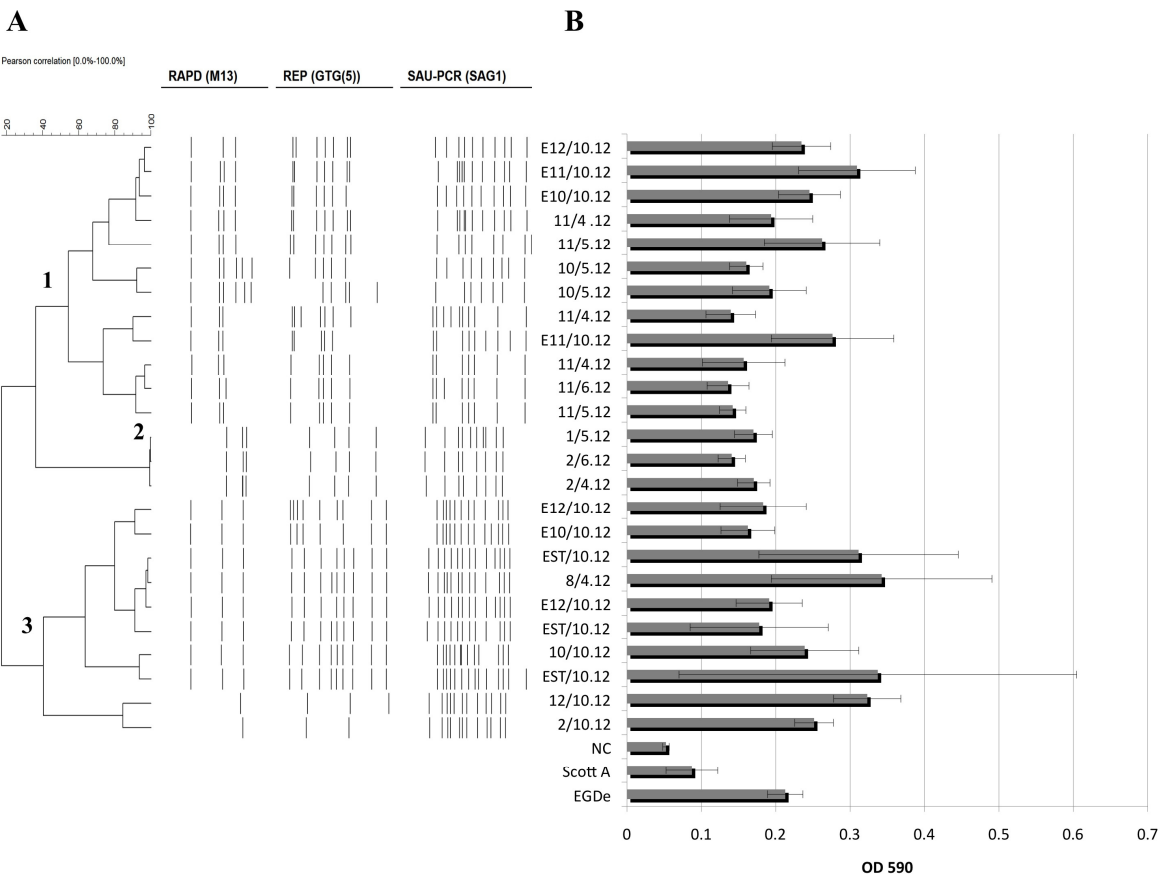 A
B
Pearson correlation [0.0%-100.0%]
RAPD (M13) REP (GTG(5)) SAU-PCR (SAG1)
20 40 60 80 100
1
2
3
E12/10.12
E11/10.12
E10/10.12
11/4 .12
11/5.12
10/5.12
10/5.12
11/4.12
E11/10.12
11/4.12
11/6.12
11/5.12
1/5.12
2/6.12
2/4.12
E12/10.12
E10/10.12
EST/10.12
8/4.12
E12/10.12
EST/10.12
10/10.12
EST/10.12
12/10.12
2/10.12
NC
Scott A
EGDe
0 0.1 0.2 0.3 0.4 0.5 0.6 0.7
OD 590